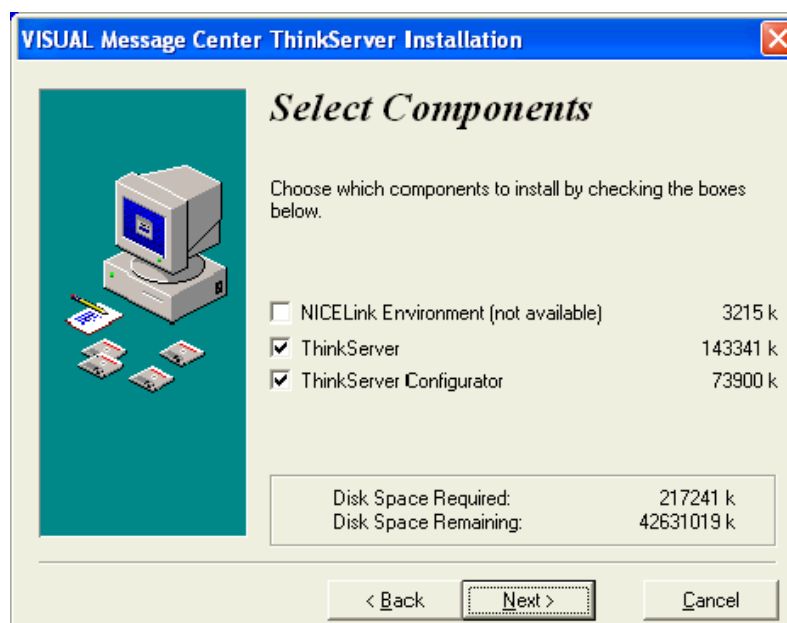 VISUAL Message Center ThinkServer Installation
Select Components
Choose which components to install by checking the boxes
below.
NICELink Environment (not available) 3215 k
ThinkServer 143341 k
ThinkServer Configurator 73900 k
Disk Space Required: 217241 k
Disk Space Remaining: 42631019 k
< Back Next > Cancel